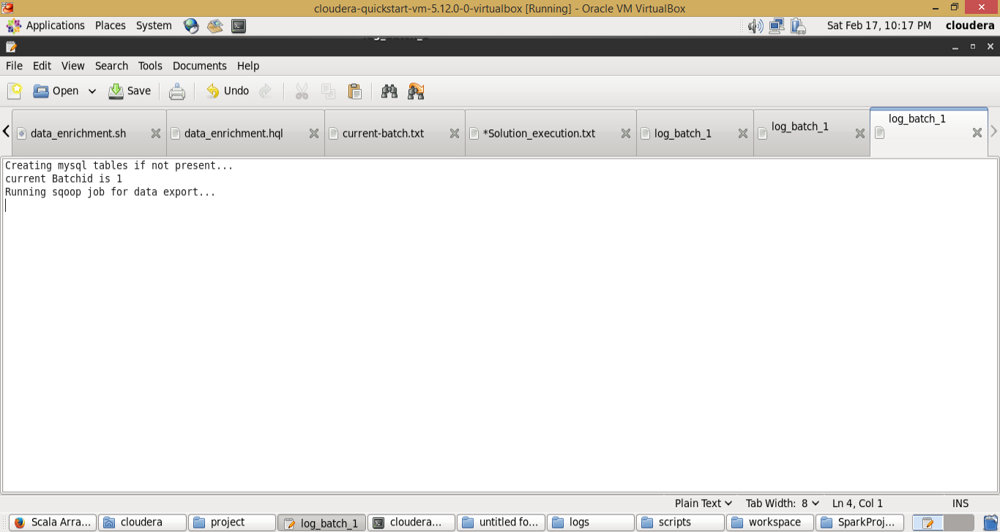 cloudera-quickstart-vm-5.12.0-0-virtualbox [Running] - Oracle VM VirtualBox
Applications Places System Sat Feb 17, 10:17 PM cloudera
File Edit View Search Tools Documents Help
Open Save Undo
data_enrichment.sh data_enrichment.hql current-batch.txt *Solution_execution.txt log_batch_1 log_batch_1 log_batch_1
Creating mysql tables if not present...
current Batchid is 1
Running sqoop job for data export...
Plain Text Tab Width: 8 Ln 4, Col 1 INS
Scala Arra... cloudera project log_batch_1 cloudera... untitled fo... logs scripts workspace SparkProj...